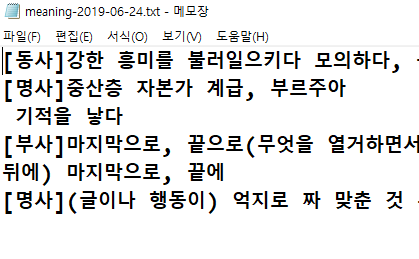 meaning-2019-06-24.txt - 메모장
파일(F) 편집(E) 서식(O) 보기(V) 도움말(H)
[동사]강한 흥미를 불러일으키다 모의하다,
[명사]중산층 자본가 계급, 부르주아
기적을 낳다
[부사]마지막으로, 끝으로(무엇을 열거하면서
뒤에) 마지막으로, 끝에
[명사](글이나 행동이) 억지로 짜 맞춘 것